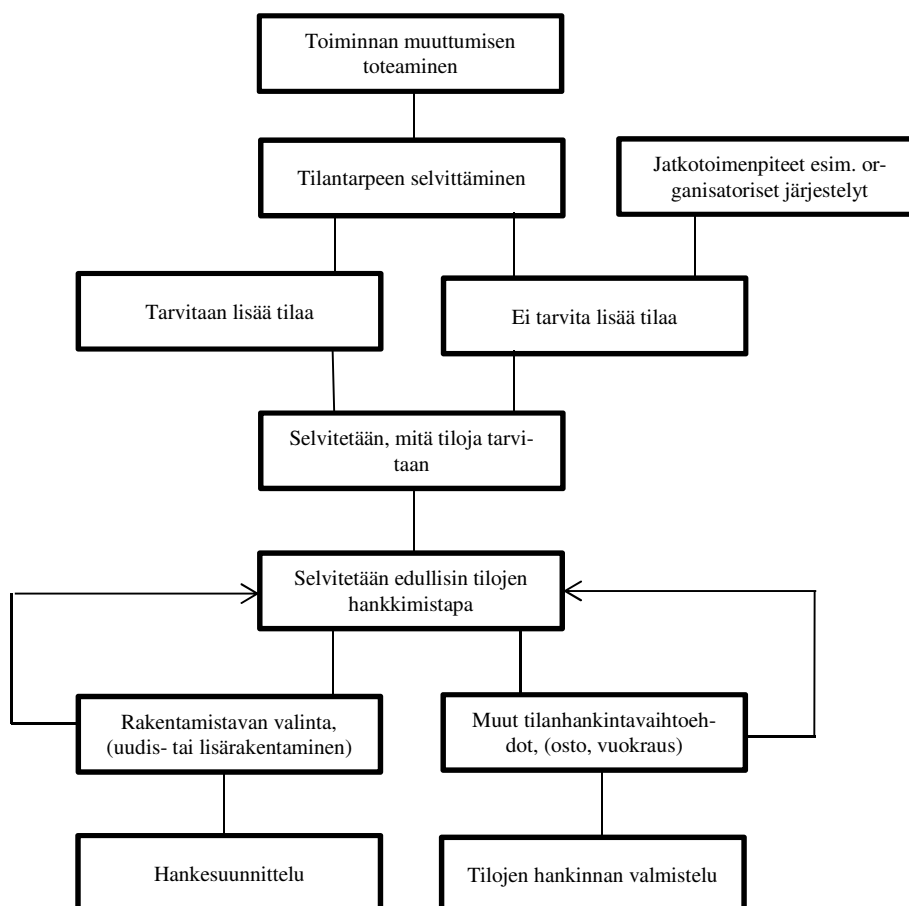 Toiminnan muuttumisen
toteaminen
Tilantarpeen selvittäminen
Jatkotoimenpiteet esim. or-
ganisatoriset järjestelyt
Tarvitaan lisää tilaa
Ei tarvita lisää tilaa
Selvitetään, mitä tiloja tarvi-
taan
Selvitetään edullisin tilojen
hankkimistapa
Rakentamistavan valinta,
(uudis- tai lisärakentaminen)
Muut tilanhankintavaihtoeh-
dot, (osto, vuokraus)
Hankesuunnittelu
Tilojen hankinnan valmistelu